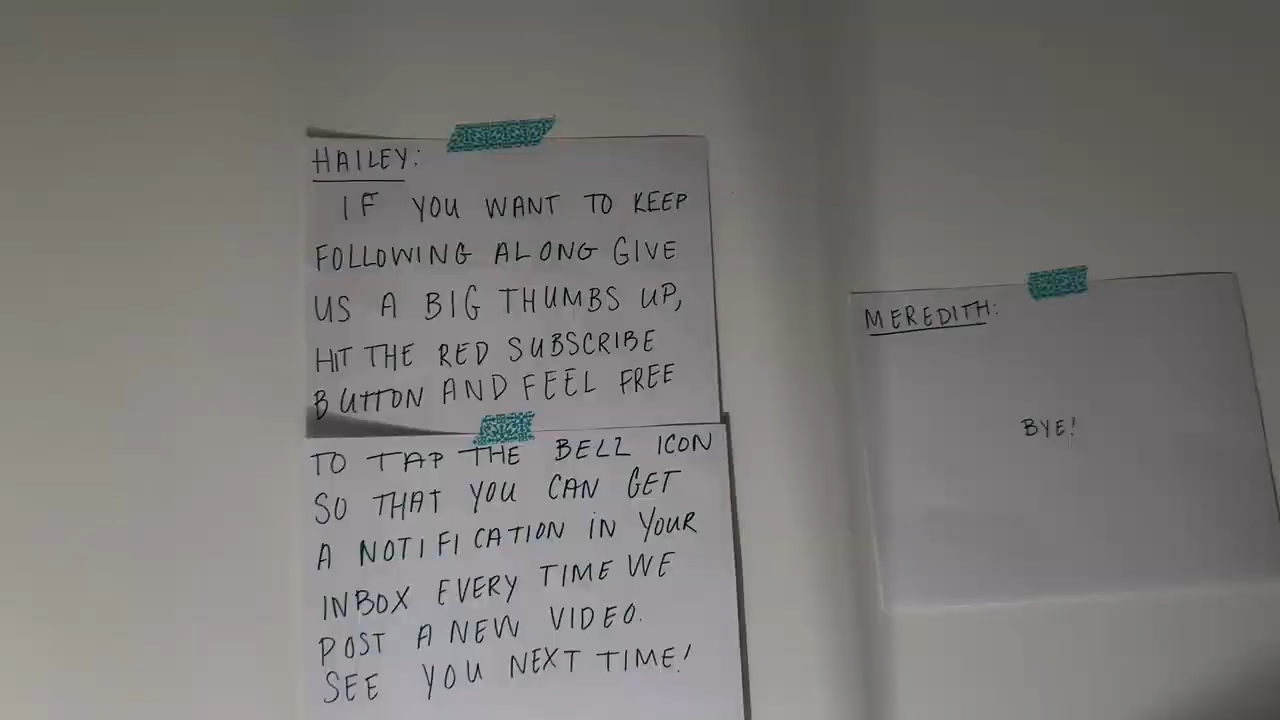 HAILEY:
IF YOU WANT TO KEEP
FOLLOWING ALONG GIVE
US A BIG THUMBS UP,
HIT THE RED SUBSCRIBE
BUTTON AND FEEL FREE
TO TAP THE BELL ICON
SO THAT YOU CAN GET
A NOTIFICATION IN YOUR
INBOX EVERY TIME WE
POST A NEW VIDEO.
SEE YOU NEXT TIME!
MEREDITH:
BYE!